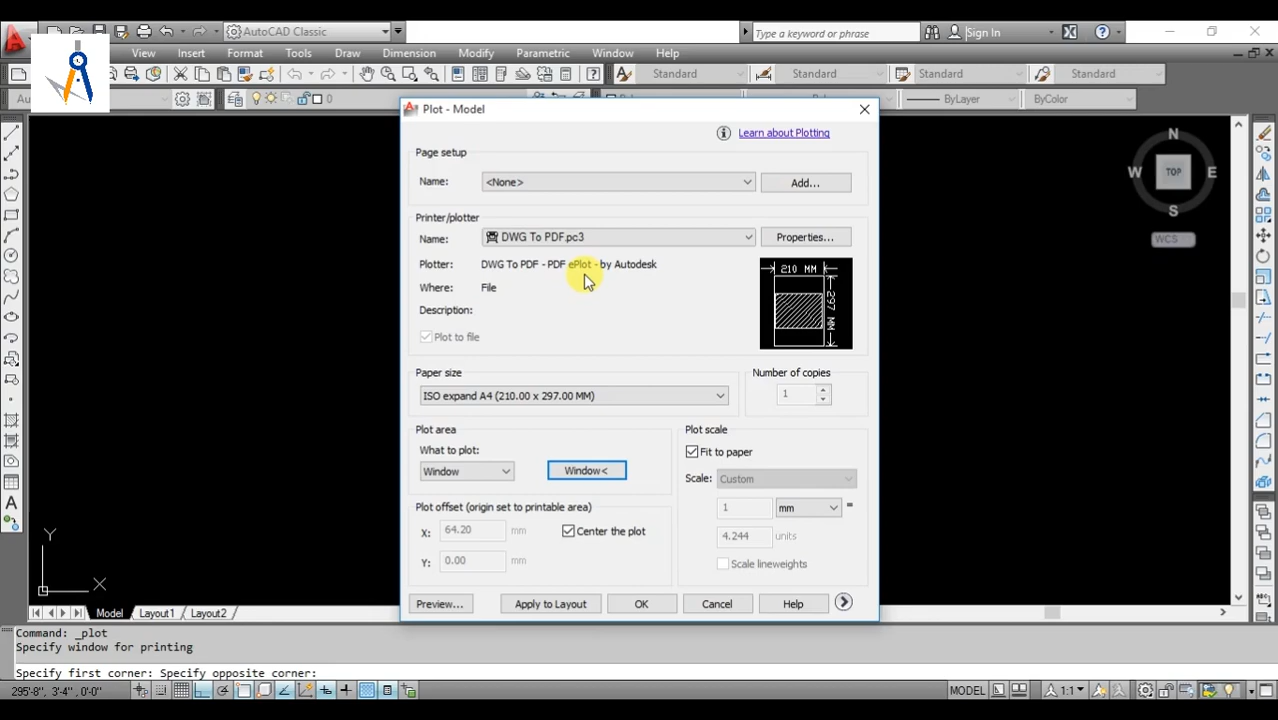 AutoCAD Classic
Type a keyword or phrase
Sign In
View Insert Format Tools Draw Dimension Modify Parametric Window Help
Standard Standard Standard Standard
0
ByLayer ByColor
Plot - Model
Learn about Plotting
Page setup
Name: <None> Add...
Printer/plotter
Name: DWG To PDF.pc3 Properties...
Plotter: DWG To PDF - PDF ePlot - by Autodesk
Where: File
Description:
Plot to file
210 MM
297 MM
Paper size
ISO expand A4 (210.00 x 297.00 MM)
Number of copies
1
Plot area
What to plot:
Window Window<
Plot scale
Fit to paper
Scale: Custom
1 mm =
4.244 units
Scale lineweights
Plot offset (origin set to printable area)
X: 64.20 mm Center the plot
Y: 0.00 mm
Preview... Apply to Layout OK Cancel Help
N
W TOP E
S
WCS
Y
X
Model Layout1 Layout2
Command: _plot
Specify window for printing
Specify first corner: Specify opposite corner:
295'-8", 3'-4", 0'-0" MODEL 1:1